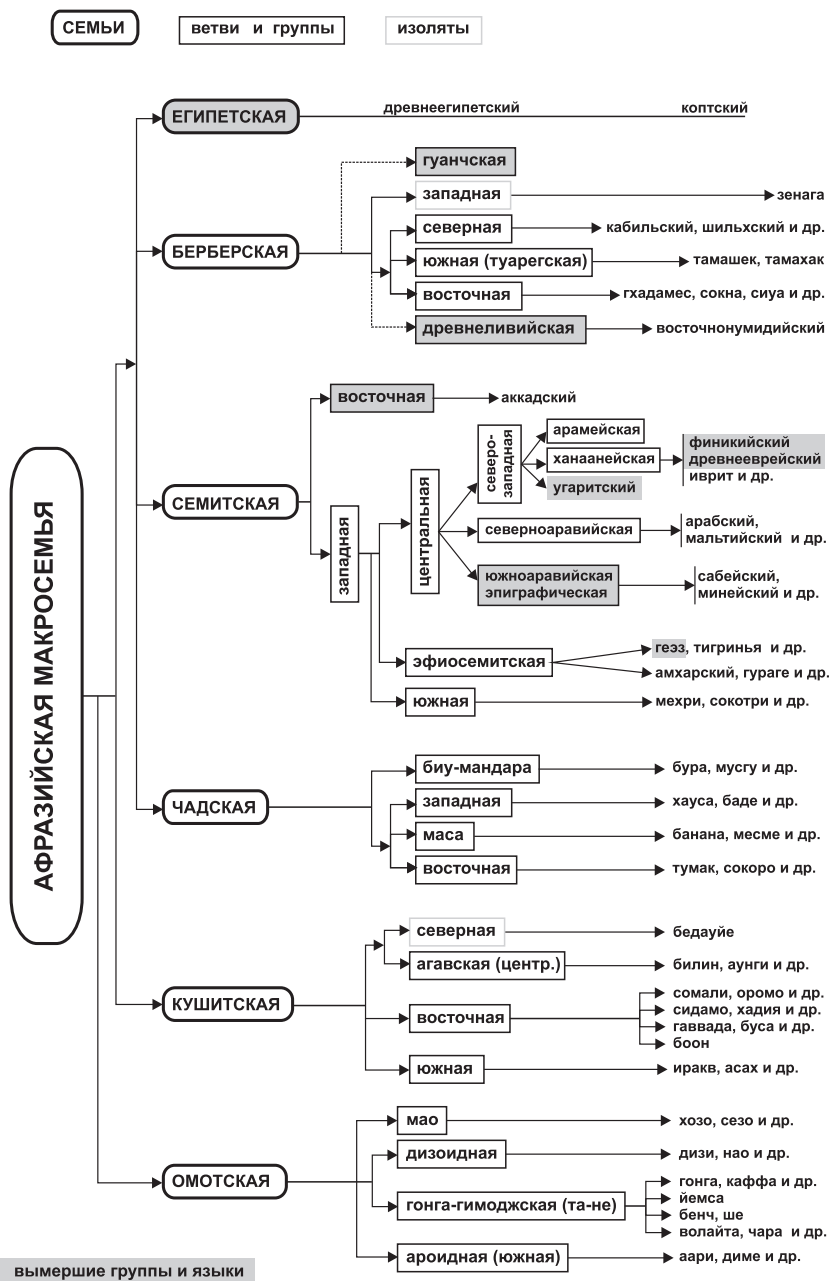 СЕМЬИ
ветви и группы
изоляты
АФРАЗИЙСКАЯ МАКРОСЕМЬЯ
ЕГИПЕТСКАЯ
древнеегипетский
коптский
БЕРБЕРСКАЯ
гуанчская
западная
зенага
северная
кабильский, шильхский и др.
южная (туарегская)
тамашек, тамахак
восточная
гхадамес, сокна, сиуа и др.
древнеливийская
восточнонумидийский
СЕМИТСКАЯ
восточная
аккадский
западная
центральная
северо-
западная
арамейская
ханаанейская
финикийский
древнееврейский
иврит и др.
угаритский
северноаравийская
арабский,
мальтийский и др.
южноаравийская
эпиграфическая
сабейский,
минейский и др.
эфиосемитская
геэз, тигринья и др.
амхарский, гураге и др.
южная
мехри, сокотри и др.
ЧАДСКАЯ
биу-мандара
бура, мусгу и др.
западная
хауса, баде и др.
маса
банана, месме и др.
восточная
тумак, сокоро и др.
КУШИТСКАЯ
северная
бедауйе
агавская (центр.)
билин, аунги и др.
восточная
сомали, оромо и др.
сидамо, хадия и др.
гаввада, буса и др.
боон
южная
иракв, асах и др.
ОМОТСКАЯ
мао
хозо, сезо и др.
дизоидная
дизи, нао и др.
гонга-гимоджская (та-не)
гонга, каффа и др.
йемса
бенч, ше
волайта, чара и др.
ароидная (южная)
аари, диме и др.
вымершие группы и языки